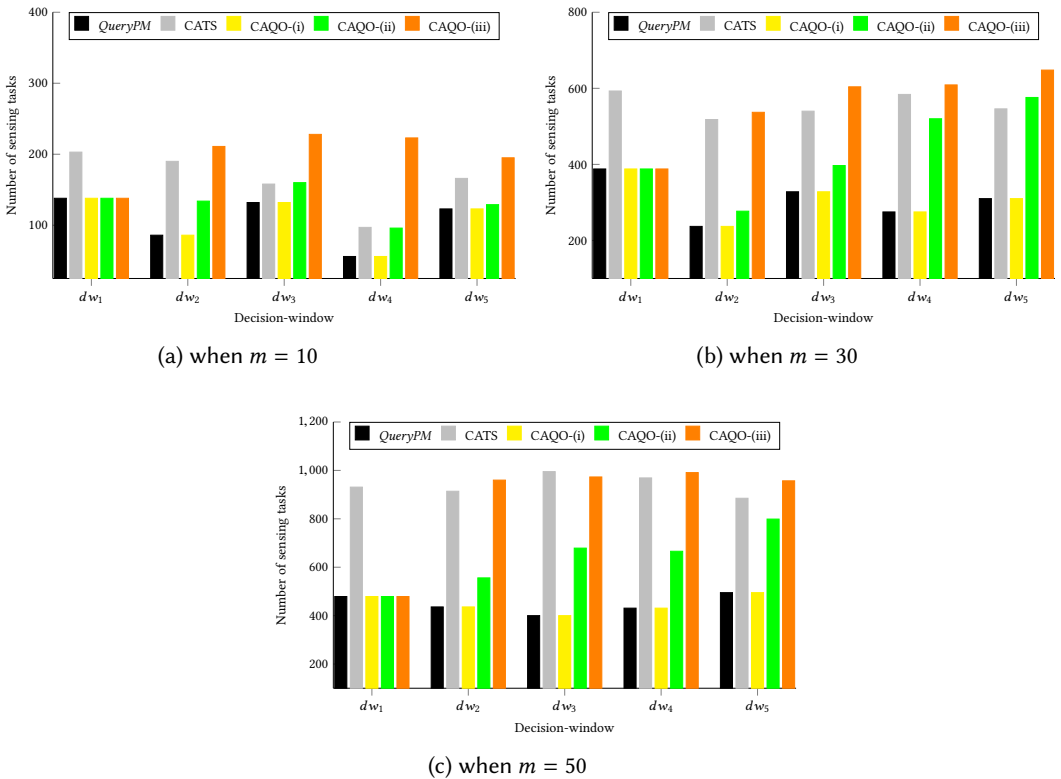 400
300
200
100
Number of sensing tasks
QueryPM CATS CAQO-(i) CAQO-(ii) CAQO-(iii)
dw₁ dw₂ dw₃ dw₄ dw₅
Decision-window
(a) when m = 10
800
600
400
200
Number of sensing tasks
QueryPM CATS CAQO-(i) CAQO-(ii) CAQO-(iii)
dw₁ dw₂ dw₃ dw₄ dw₅
Decision-window
(b) when m = 30
1,200
1,000
800
600
400
200
Number of sensing tasks
QueryPM CATS CAQO-(i) CAQO-(ii) CAQO-(iii)
dw₁ dw₂ dw₃ dw₄ dw₅
Decision-window
(c) when m = 50